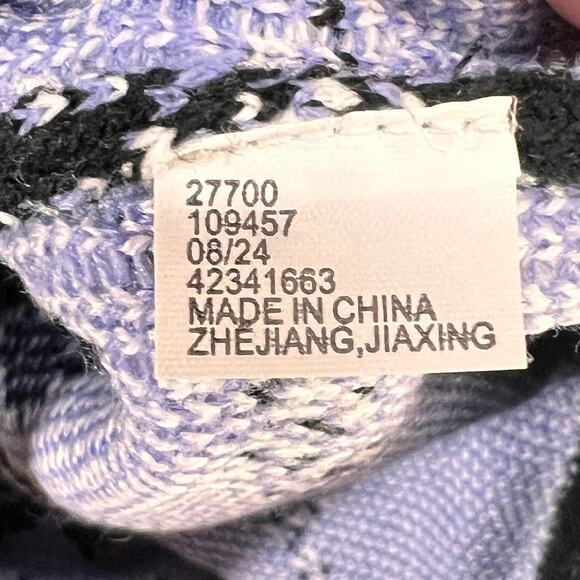 27700
109457
08/24
42341663
MADE IN CHINA
ZHEJIANG,JIAXING